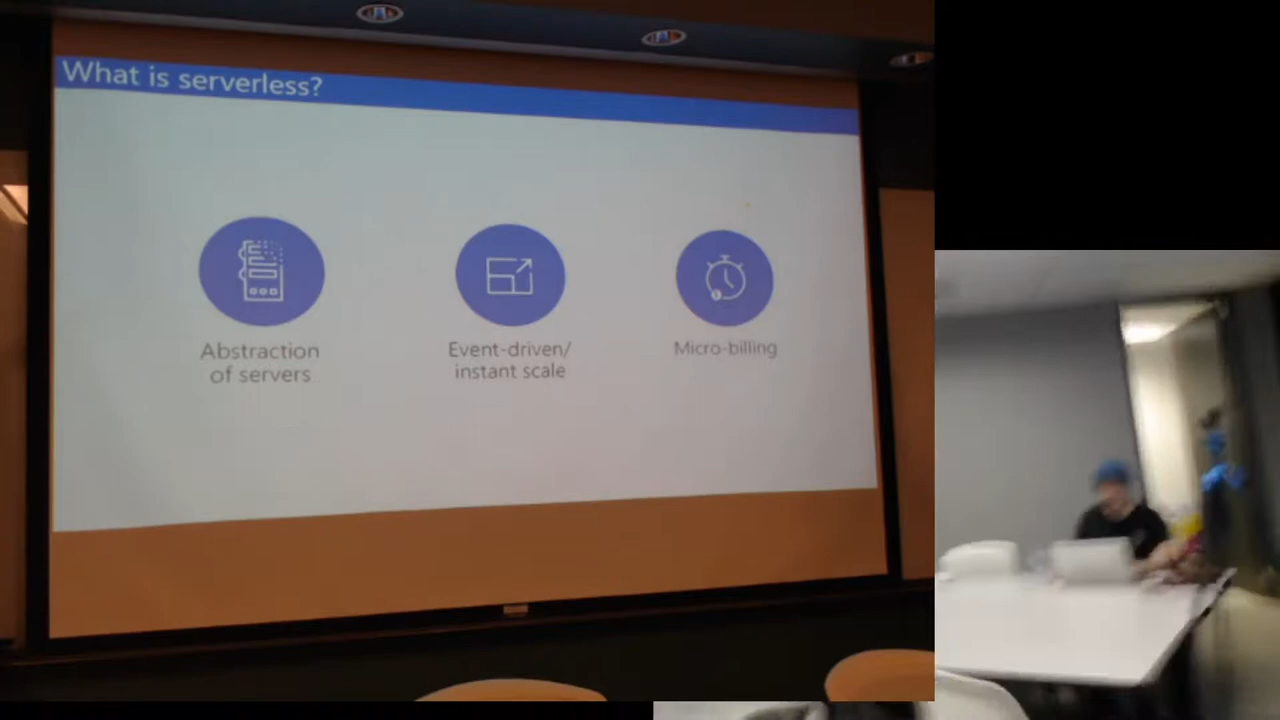 What is serverless?
Abstraction
of servers
Event-driven/
instant scale
Micro-billing